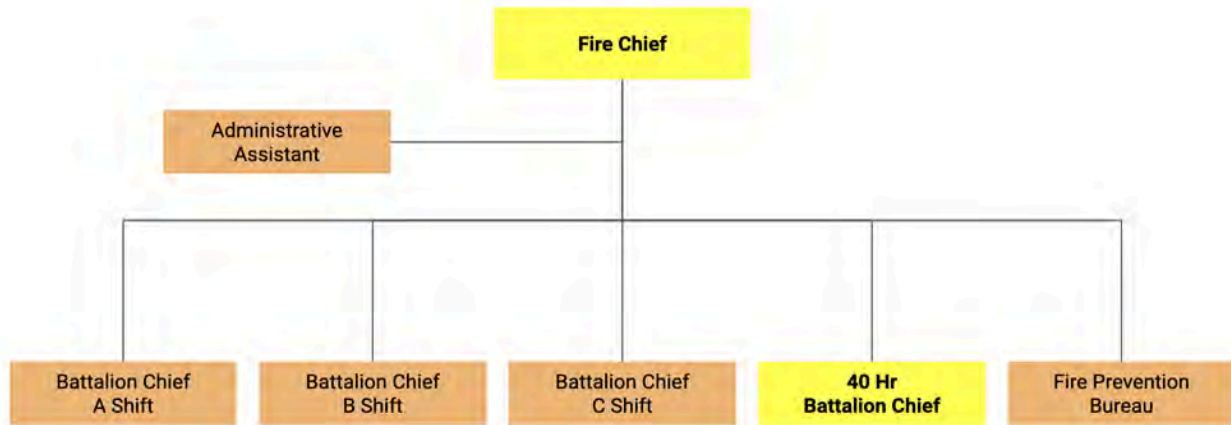 Fire Chief
Administrative
Assistant
Battalion Chief
A Shift
Battalion Chief
B Shift
Battalion Chief
C Shift
40 Hr
Battalion Chief
Fire Prevention
Bureau